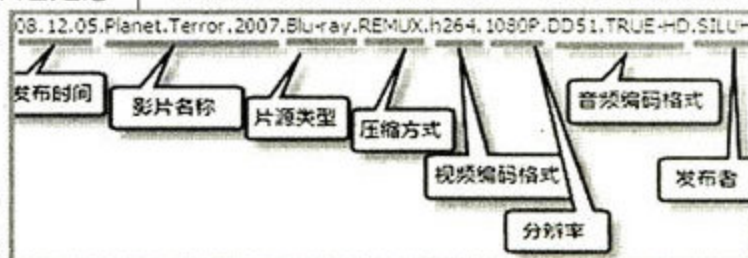 08.12.05.Planet.Terror.2007.Blu-ray.REMUX.h264.1080P.DD51.TRUE-HD.SILUH
发布时间
影片名称
片源类型
压缩方式
音频编码格式
视频编码格式
发布者
分辨率